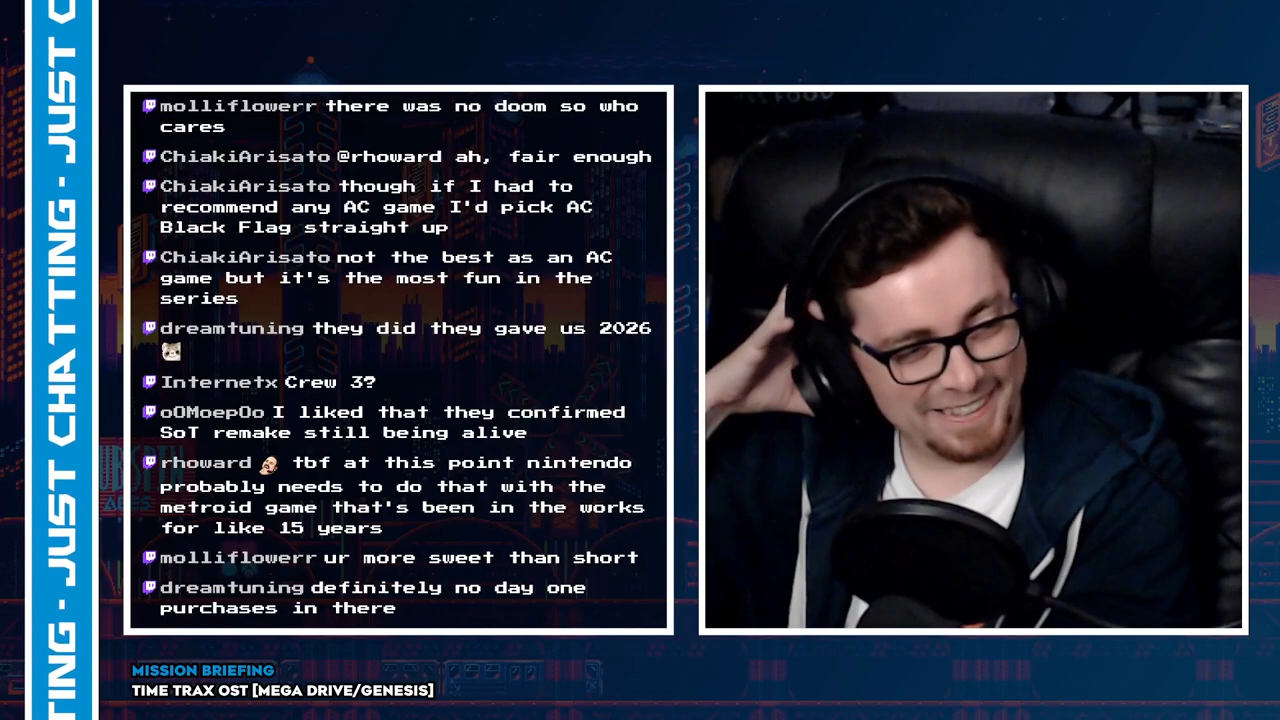 JUST CHATTING - JUST CHATTING - JUST C
molliflowerr there was no doom so who
cares
ChiakiArisato @rhoward ah, fair enough
ChiakiArisato though if I had to
recommend any AC game I'd pick AC
Black Flag straight up
ChiakiArisato not the best as an AC
game but it's the most fun in the
series
dreamtuning they did they gave us 2026
Internetx Crew 3?
oOMoepOo I liked that they confirmed
SoT remake still being alive
rhoward tbf at this point nintendo
probably needs to do that with the
metroid game that's been in the works
for like 15 years
molliflowerr ur more sweet than short
dreamtuning definitely no day one
purchases in there
MISSION BRIEFING
TIME TRAX OST [MEGA DRIVE/GENESIS]